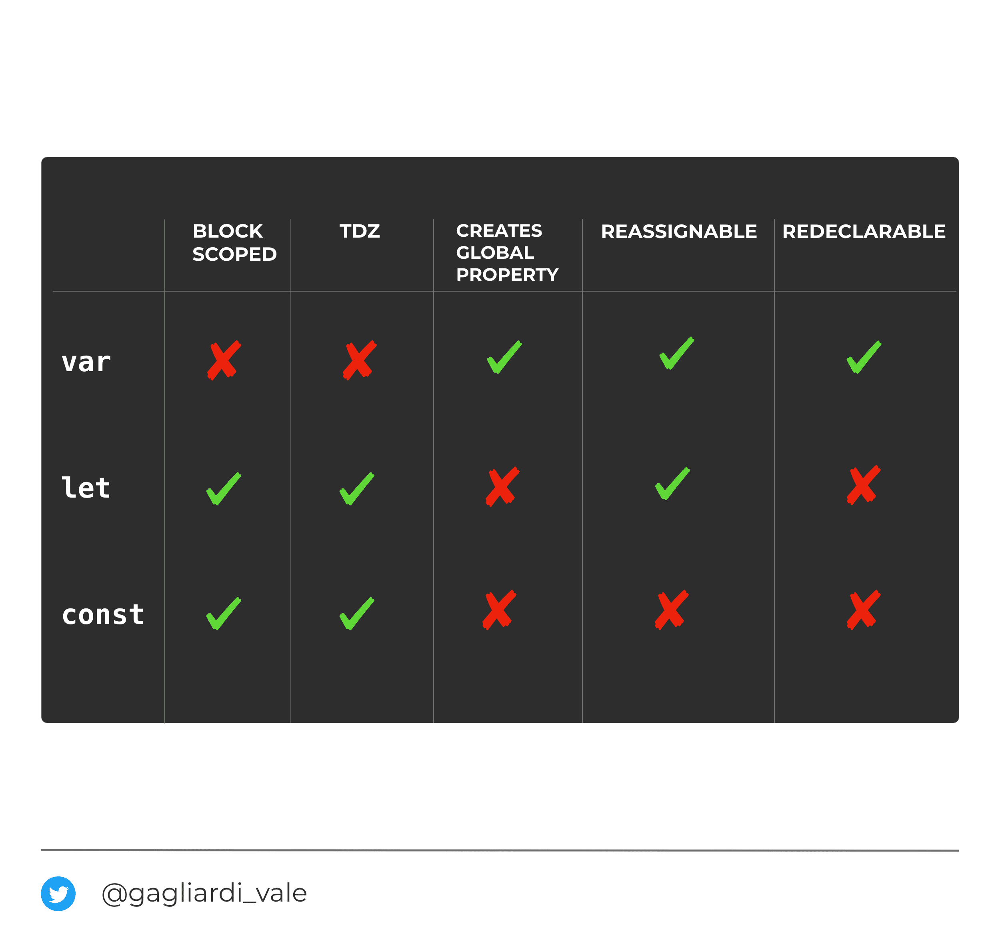 BLOCK
SCOPED
TDZ
CREATES
GLOBAL
PROPERTY
REASSIGNABLE
REDECLARABLE
var ✘ ✘ ✓ ✓ ✓
let ✓ ✓ ✘ ✓ ✘
const ✓ ✓ ✘ ✘ ✘
@gagliardi_vale